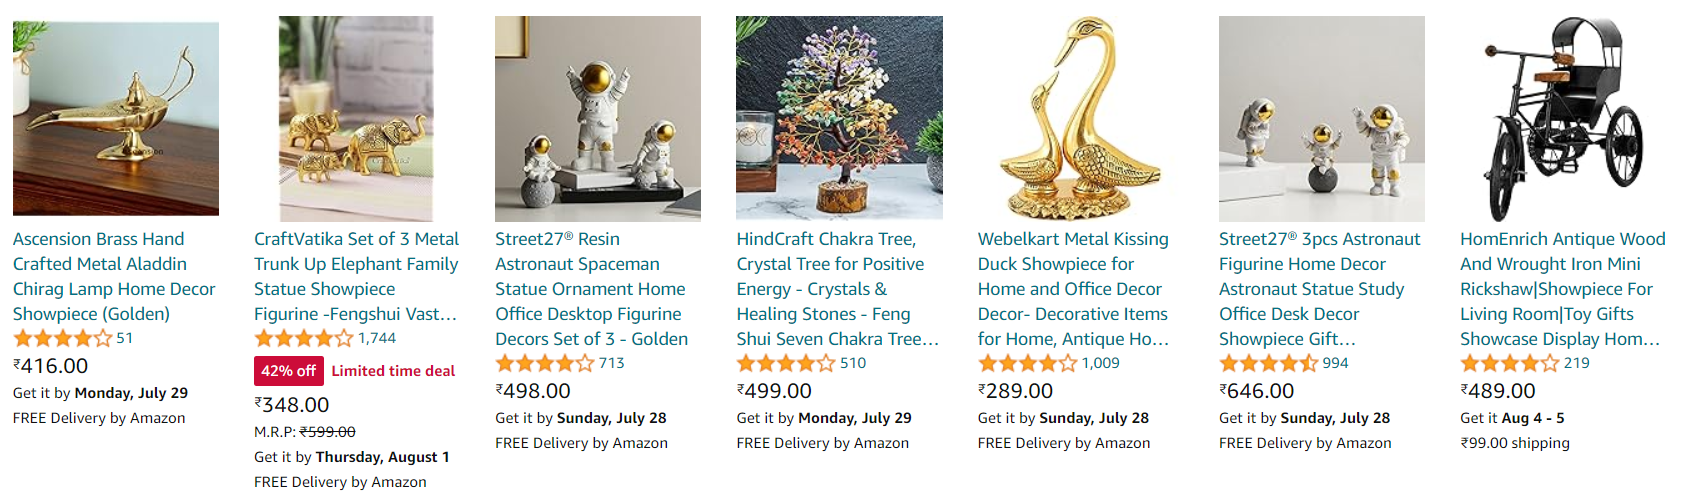 Ascension
Ascension Brass Hand
Crafted Metal Aladdin
Chirag Lamp Home Decor
Showpiece (Golden)
51
₹416.00
Get it by Monday, July 29
FREE Delivery by Amazon
CraftVatika Set of 3 Metal
Trunk Up Elephant Family
Statue Showpiece
Figurine -Fengshui Vast…
1,744
42% off Limited time deal
₹348.00
M.R.P: ₹599.00
Get it by Thursday, August 1
FREE Delivery by Amazon
Street27® Resin
Astronaut Spaceman
Statue Ornament Home
Office Desktop Figurine
Decors Set of 3 - Golden
713
₹498.00
Get it by Sunday, July 28
FREE Delivery by Amazon
HindCraft Chakra Tree,
Crystal Tree for Positive
Energy - Crystals &
Healing Stones - Feng
Shui Seven Chakra Tree…
510
₹499.00
Get it by Monday, July 29
FREE Delivery by Amazon
Webelkart Metal Kissing
Duck Showpiece for
Home and Office Decor
Decor- Decorative Items
for Home, Antique Ho…
1,009
₹289.00
Get it by Sunday, July 28
FREE Delivery by Amazon
Street27® 3pcs Astronaut
Figurine Home Decor
Astronaut Statue Study
Office Desk Decor
Showpiece Gift…
994
₹646.00
Get it by Sunday, July 28
FREE Delivery by Amazon
HomEnrich Antique Wood
And Wrought Iron Mini
Rickshaw|Showpiece For
Living Room|Toy Gifts
Showcase Display Hom…
219
₹489.00
Get it Aug 4 - 5
₹99.00 shipping